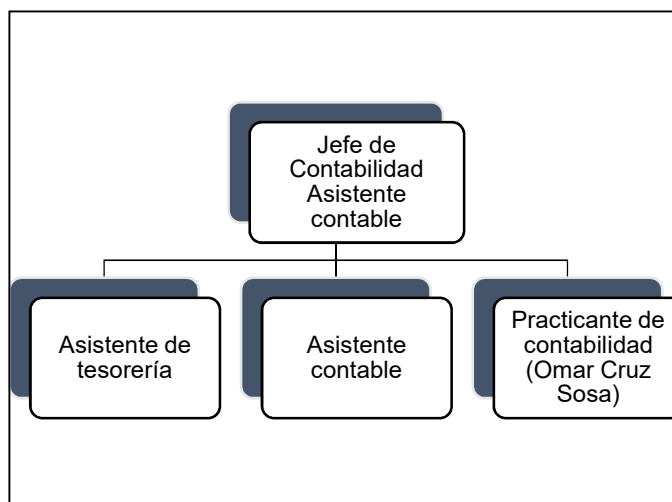 Jefe de
Contabilidad
Asistente
contable
Asistente de
tesorería
Asistente
contable
Practicante de
contabilidad
(Omar Cruz
Sosa)